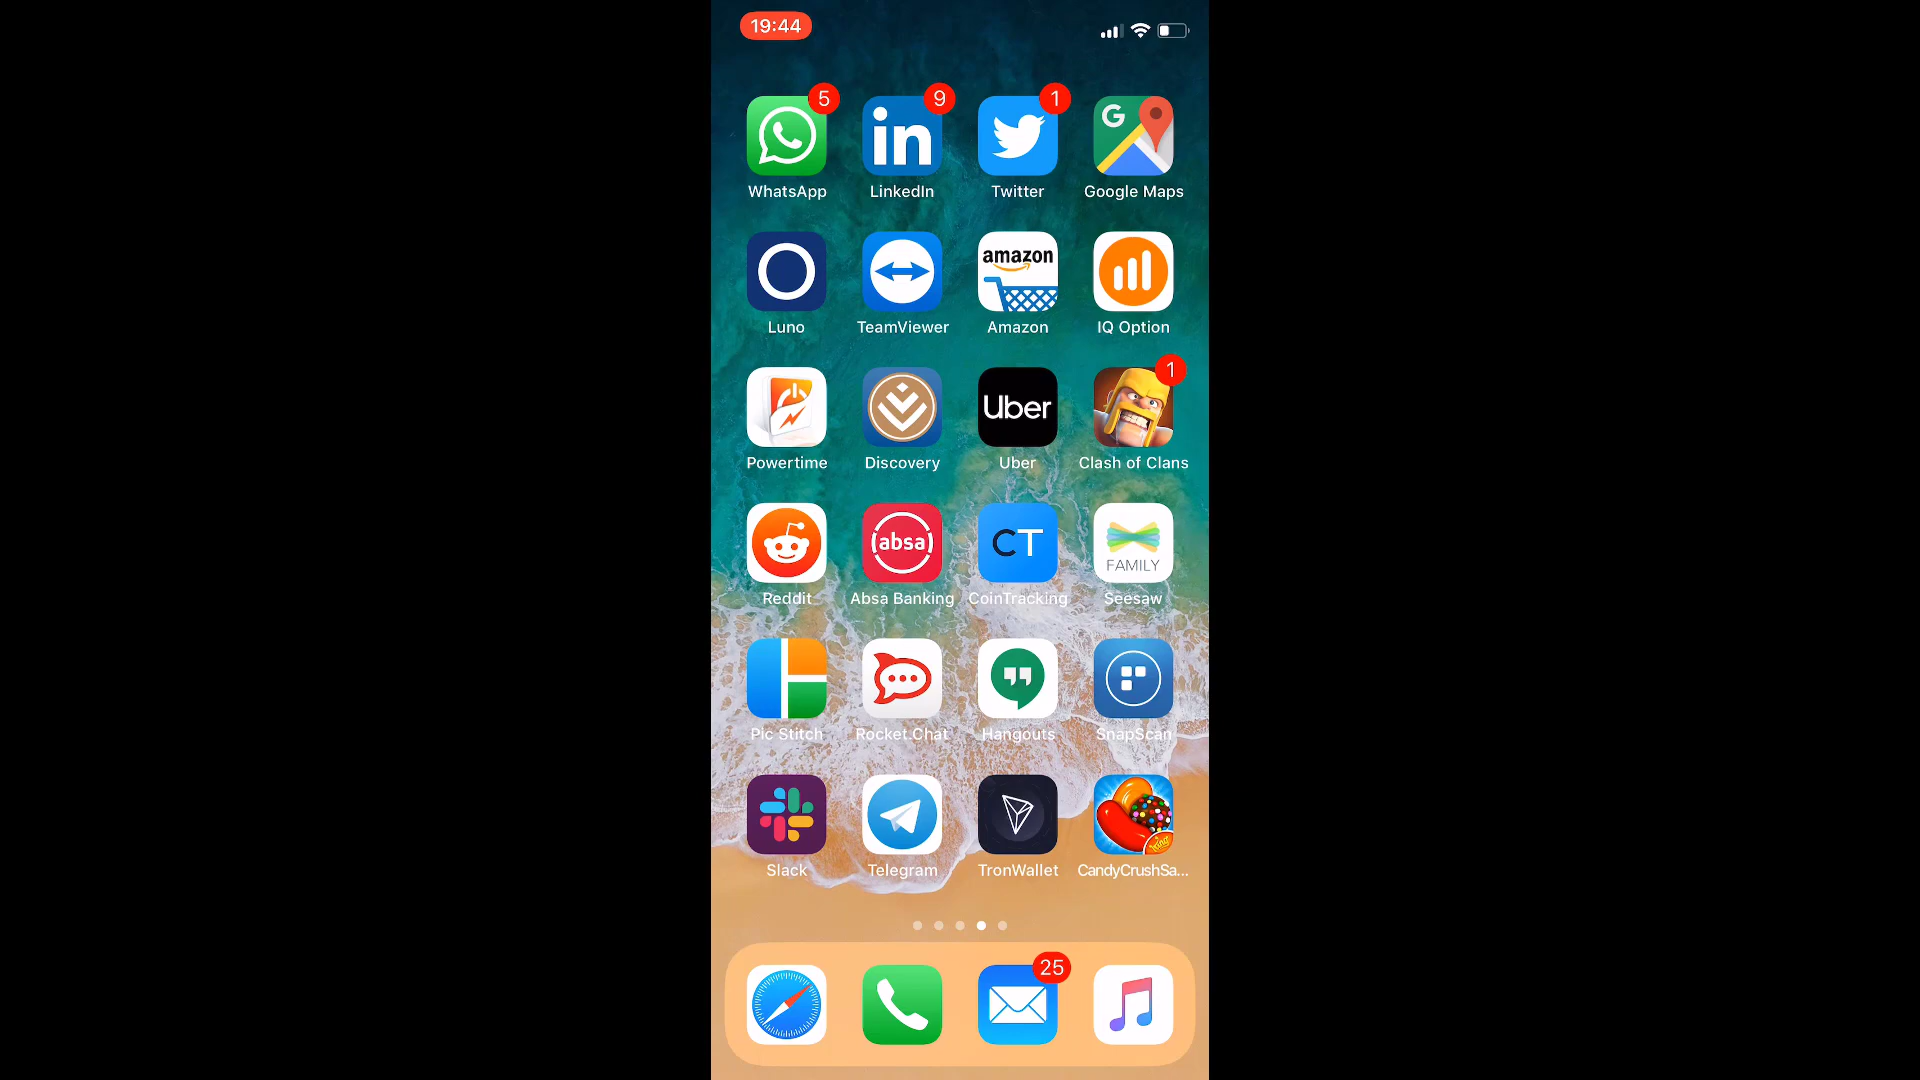 19:44
5
9
1
in
G
WhatsApp
LinkedIn
Twitter
Google Maps
amazon
Luno
TeamViewer
Amazon
IQ Option
1
Uber
Powertime
Discovery
Uber
Clash of Clans
absa
CT
FAMILY
Reddit
Absa Banking
CoinTracking
Seesaw
Pic Stitch
Rocket.Chat
Hangouts
SnapScan
King
Slack
Telegram
TronWallet
CandyCrushSa...
25